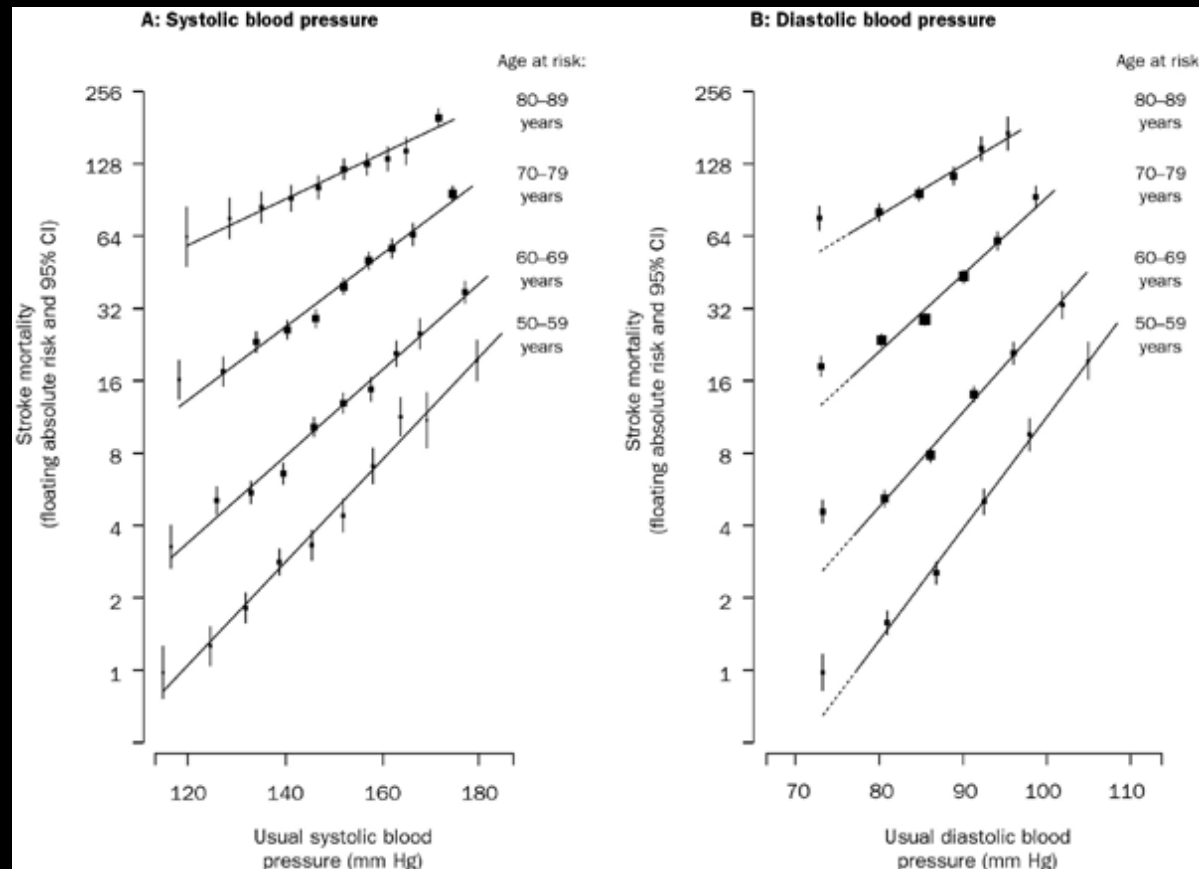 A: Systolic blood pressure
Age at risk:
256
128
64
32
16
8
4
2
1
80–89
years
70–79
years
60–69
years
50–59
years
Stroke mortality
(floating absolute risk and 95% CI)
120 140 160 180
Usual systolic blood
pressure (mm Hg)
B: Diastolic blood pressure
Age at risk:
256
128
64
32
16
8
4
2
1
80–89
years
70–79
years
60–69
years
50–59
years
Stroke mortality
(floating absolute risk and 95% CI)
70 80 90 100 110
Usual diastolic blood
pressure (mm Hg)